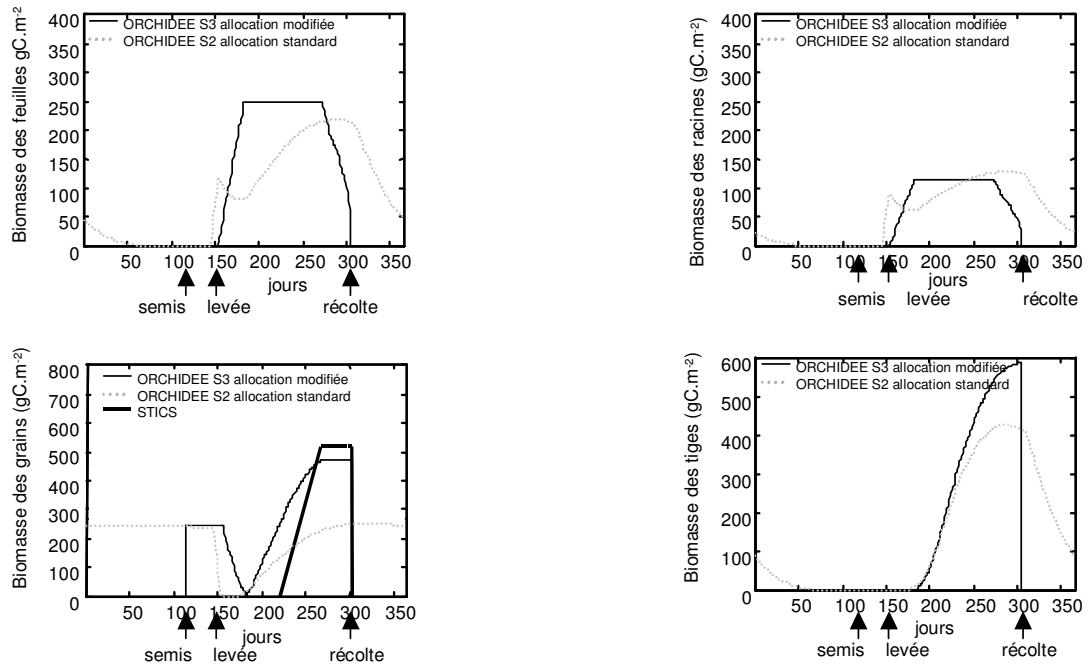 Biomasse des feuilles gC.m-2
400
350
300
250
200
150
100
50
0
ORCHIDEE S3 allocation modifiée
ORCHIDEE S2 allocation standard
50 100 150 200 250 300 350
jours
semis levée récolte
Biomasse des racines (gC.m-2)
400
350
300
250
200
150
100
50
0
ORCHIDEE S3 allocation modifiée
ORCHIDEE S2 allocation standard
50 100 150 200 250 300 350
jours
semis levée récolte
Biomasse des grains (gC.m-2)
800
700
600
500
400
300
200
100
0
ORCHIDEE S3 allocation modifiée
ORCHIDEE S2 allocation standard
STICS
50 100 150 200 250 300 350
jours
semis levée récolte
Biomasse des tiges (gC.m-2)
600
500
400
300
200
100
0
ORCHIDEE S3 allocation modifiée
ORCHIDEE S2 allocation standard
50 100 150 200 250 300 350
jours
semis levée récolte